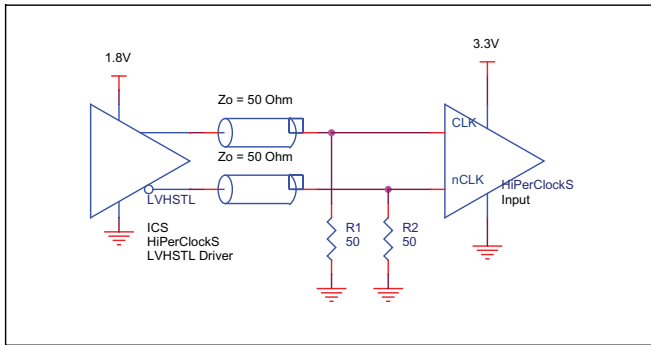 1.8V
3.3V
Zo = 50 Ohm
CLK
Zo = 50 Ohm
nCLK
LVHSTL
HiPerClockS
Input
ICS
HiPerClockS
LVHSTL Driver
R1
50
R2
50